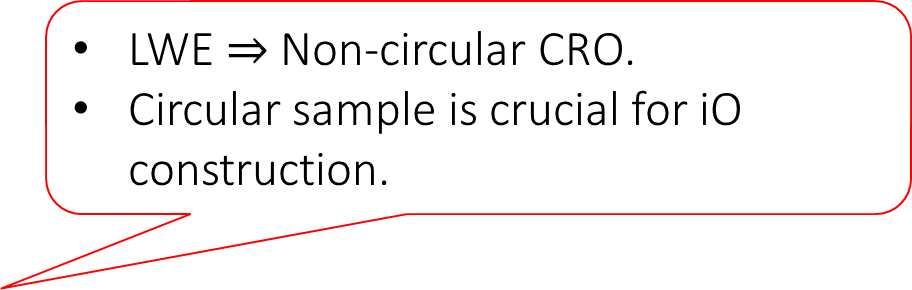 • LWE ⇒ Non-circular CRO.
• Circular sample is crucial for iO
construction.